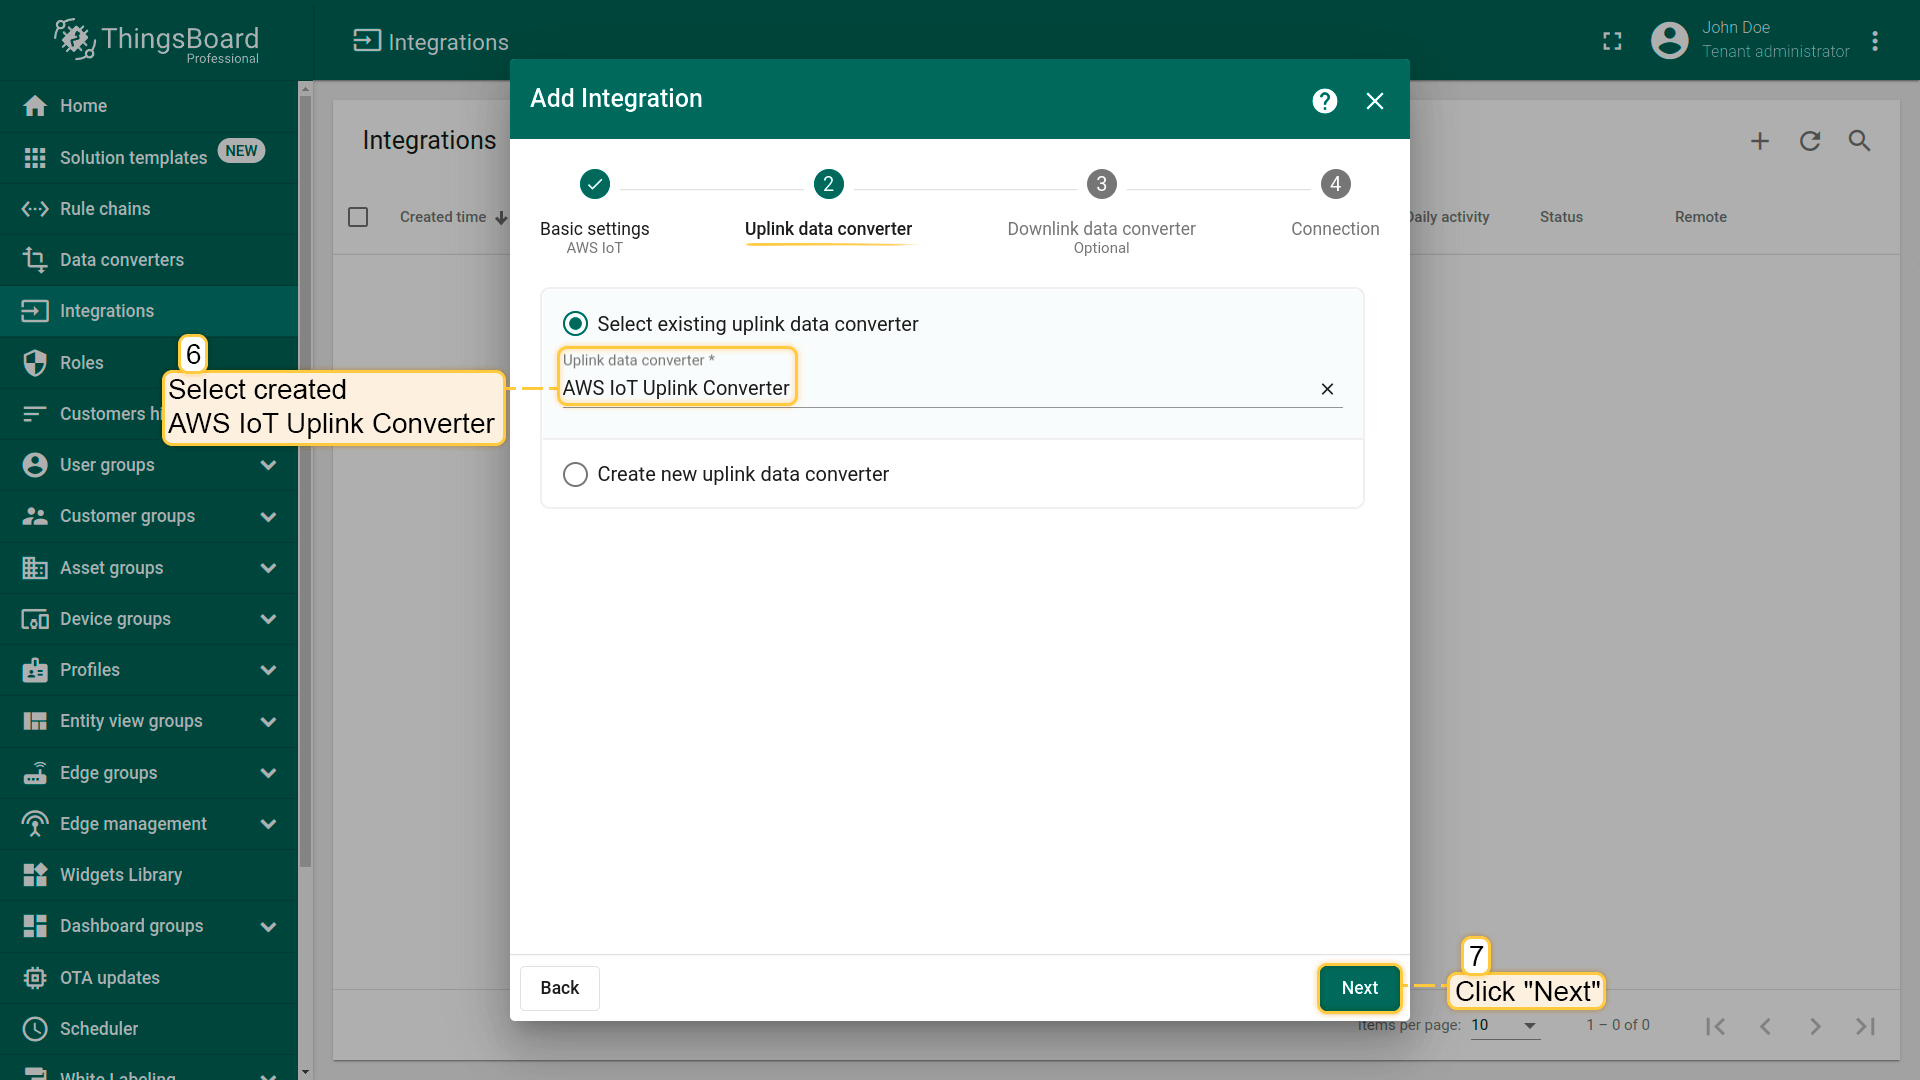 ThingsBoard
Professional
Integrations
John Doe
Tenant administrator
Home
Solution templates NEW
Rule chains
Data converters
Integrations
Roles
Customers hi
User groups
Customer groups
Asset groups
Device groups
Profiles
Entity view groups
Edge groups
Edge management
Widgets Library
Dashboard groups
OTA updates
Scheduler
White Labeling
6
Select created
AWS IoT Uplink Converter
Integrations
Created time
Daily activity
Status
Remote
Add Integration
2
3
4
Basic settings
AWS IoT
Uplink data converter
Downlink data converter
Optional
Connection
Select existing uplink data converter
Uplink data converter *
AWS IoT Uplink Converter
Create new uplink data converter
Back
Next
7
Click "Next"
Items per page: 10
1 – 0 of 0